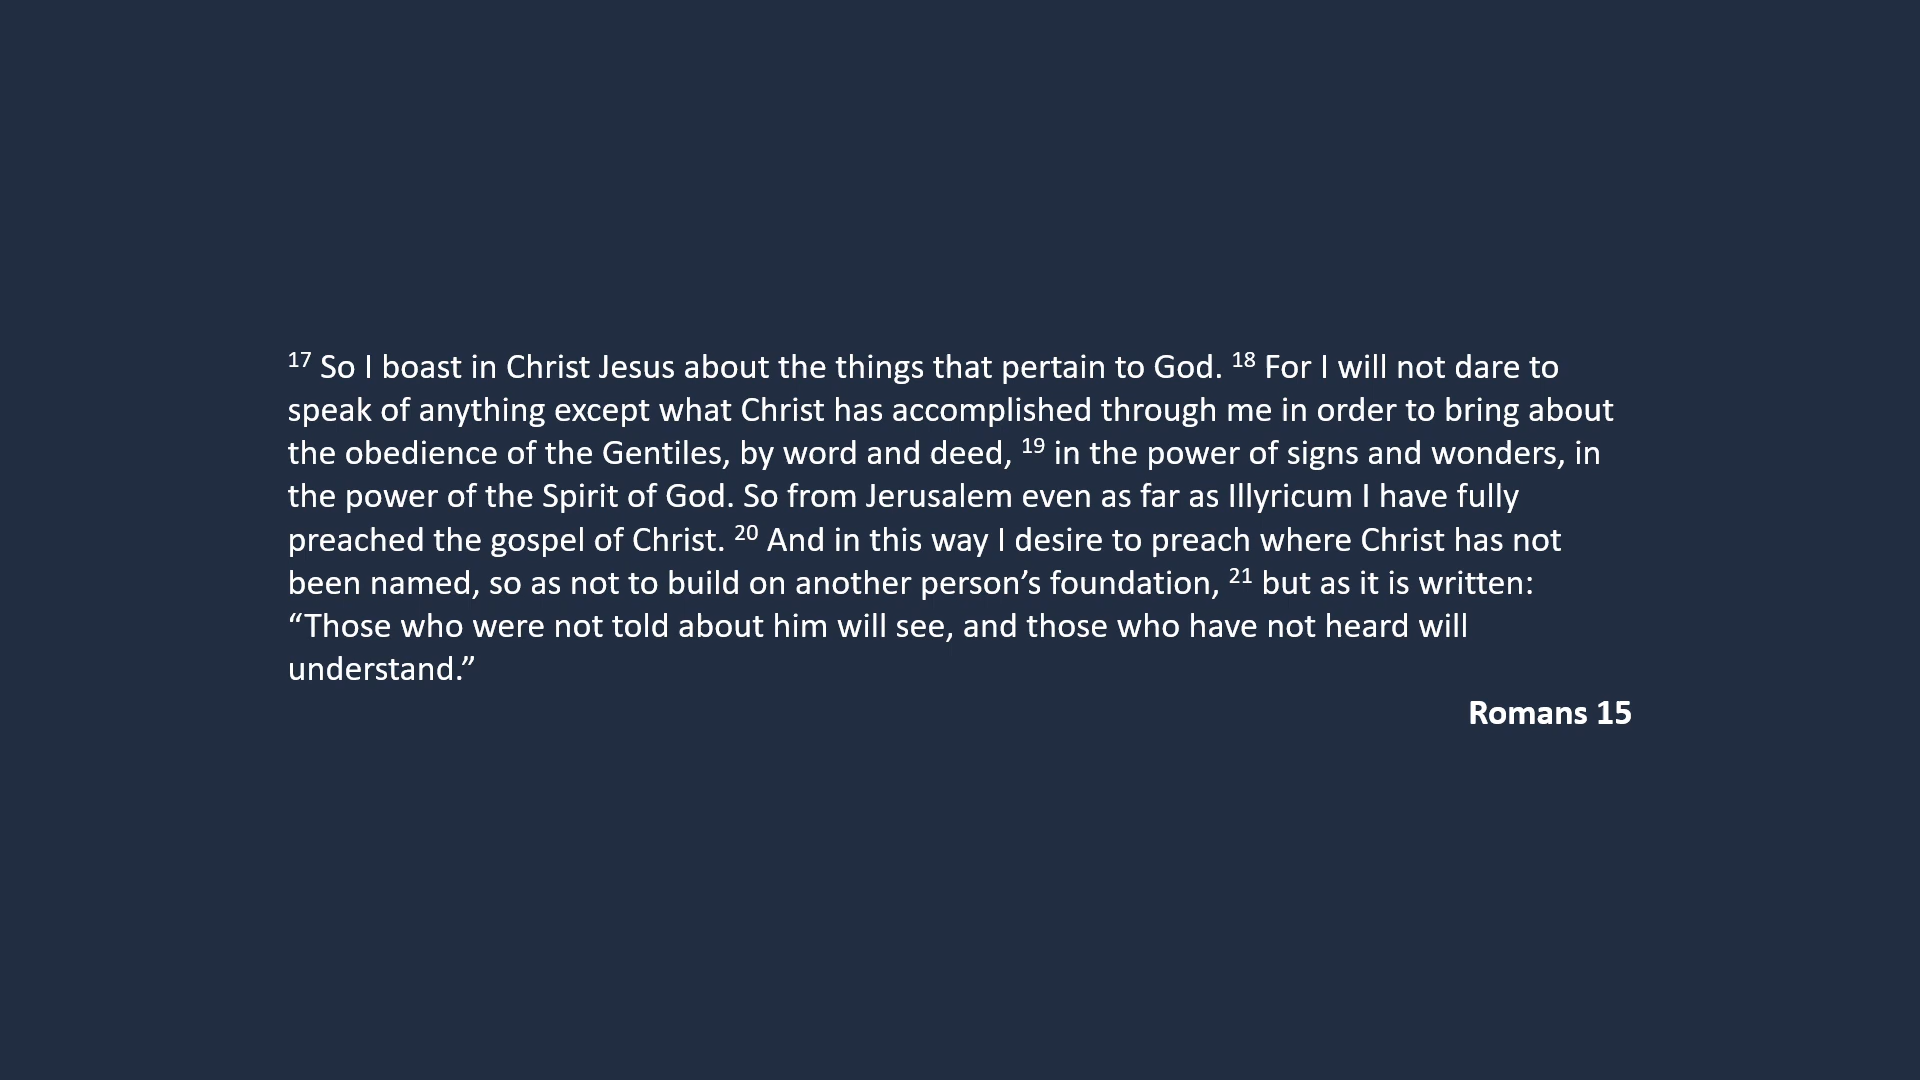 17 So I boast in Christ Jesus about the things that pertain to God. 18 For I will not dare to
speak of anything except what Christ has accomplished through me in order to bring about
the obedience of the Gentiles, by word and deed, 19 in the power of signs and wonders, in
the power of the Spirit of God. So from Jerusalem even as far as Illyricum I have fully
preached the gospel of Christ. 20 And in this way I desire to preach where Christ has not
been named, so as not to build on another person’s foundation, 21 but as it is written:
“Those who were not told about him will see, and those who have not heard will
understand.”
Romans 15